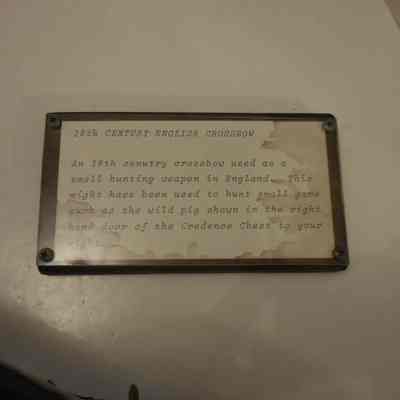 18th CENTURY ENGLISH CROSSBOW
An 18th century crossbow used as a
small hunting weapon in England. This
might have been used to hunt small game
such as the wild pig shown in the right
hand door of the Credence Chest to your